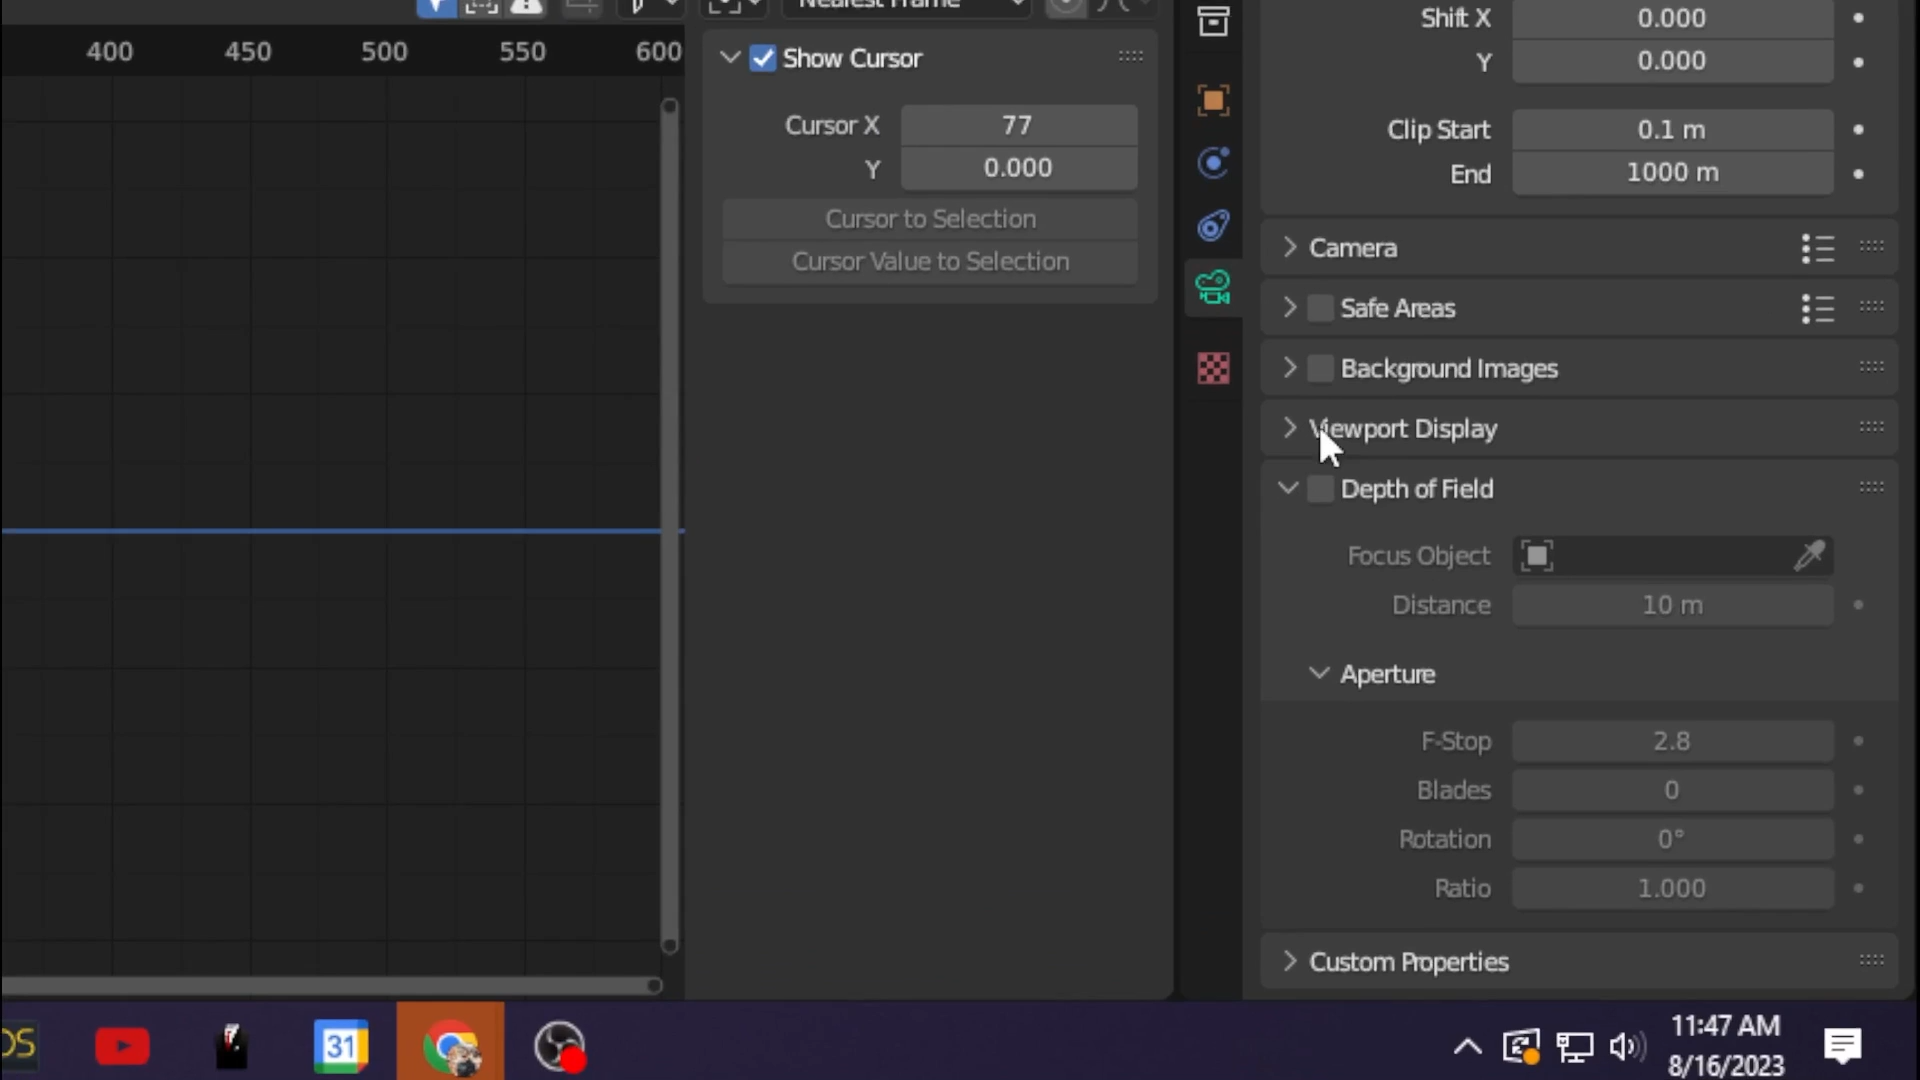 Nearest Frame
400 450 500 550 600
Show Cursor
Cursor X 77
Y 0.000
Cursor to Selection
Cursor Value to Selection
Shift X 0.000
Y 0.000
Clip Start 0.1 m
End 1000 m
Camera
Safe Areas
Background Images
Viewport Display
Depth of Field
Focus Object
Distance 10 m
Aperture
F-Stop 2.8
Blades 0
Rotation 0°
Ratio 1.000
Custom Properties
OS
31
11:47 AM
8/16/2023